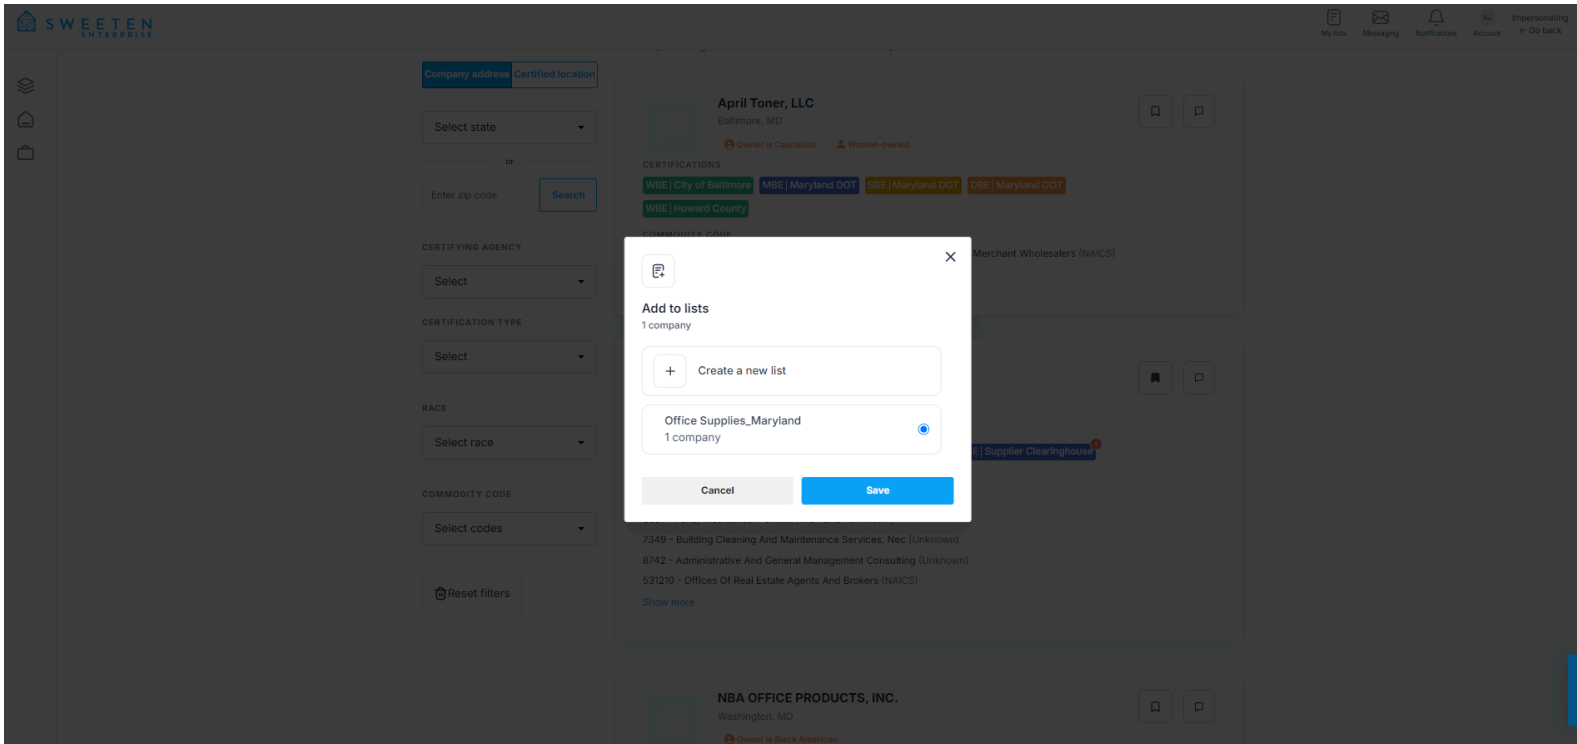 SWEETEN
ENTERPRISE
My lists
Messaging
Notifications
AJ
Account
Impersonating
← Go back
Company address
Certified location
Select state
or
Enter zip code
Search
CERTIFYING AGENCY
Select
CERTIFICATION TYPE
Select
RACE
Select race
COMMODITY CODE
Select codes
Reset filters
April Toner, LLC
Baltimore, MD
Owner is Caucasian
Women-owned
CERTIFICATIONS
WBE | City of Baltimore
MBE | Maryland DOT
SBE | Maryland DOT
DBE | Maryland DOT
WBE | Howard County
COMMODITY CODE
Merchant Wholesalers (NAICS)
Add to lists
1 company
Create a new list
Office Supplies_Maryland
1 company
Cancel
Save
E | Supplier Clearinghouse
7349 - Building Cleaning And Maintenance Services, Nec (Unknown)
8742 - Administrative And General Management Consulting (Unknown)
531210 - Offices Of Real Estate Agents And Brokers (NAICS)
Show more
NBA OFFICE PRODUCTS, INC.
Washington, MD
Owner is Black American